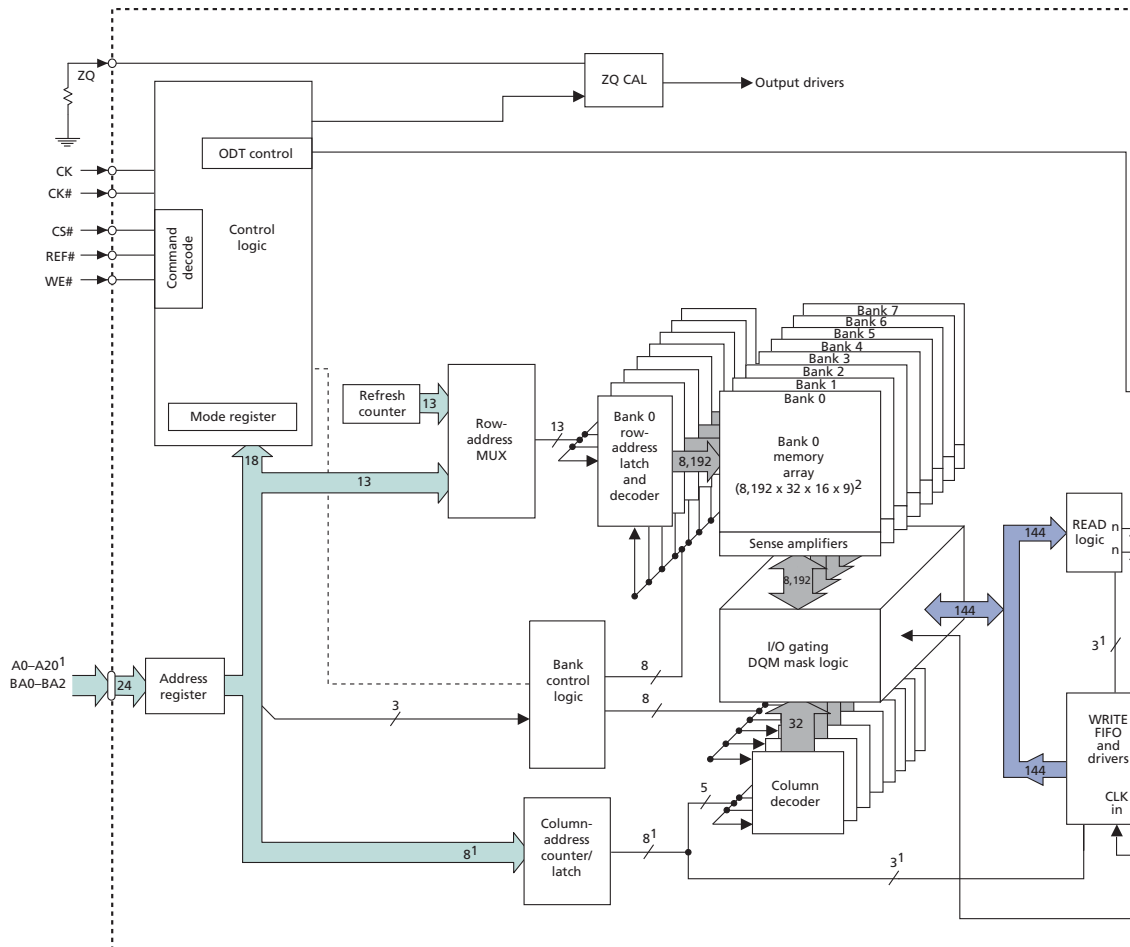 ZQ
ZQ CAL
Output drivers
ODT control
CK
CK#
CS#
REF#
WE#
Command
decode
Control
logic
Mode register
18
Refresh
counter
13
13
Row-
address
MUX
13
Bank 0
row-
address
latch
and
decoder
8,192
Bank 7
Bank 6
Bank 5
Bank 4
Bank 3
Bank 2
Bank 1
Bank 0
Bank 0
memory
array
(8,192 x 32 x 16 x 9)2
Sense amplifiers
8,192
I/O gating
DQM mask logic
144
144
READ
logic
n
n
31
A0–A201
BA0–BA2
24
Address
register
3
Bank
control
logic
8
8
32
Column
decoder
5
144
WRITE
FIFO
and
drivers
CLK
in
81
Column-
address
counter/
latch
81
31